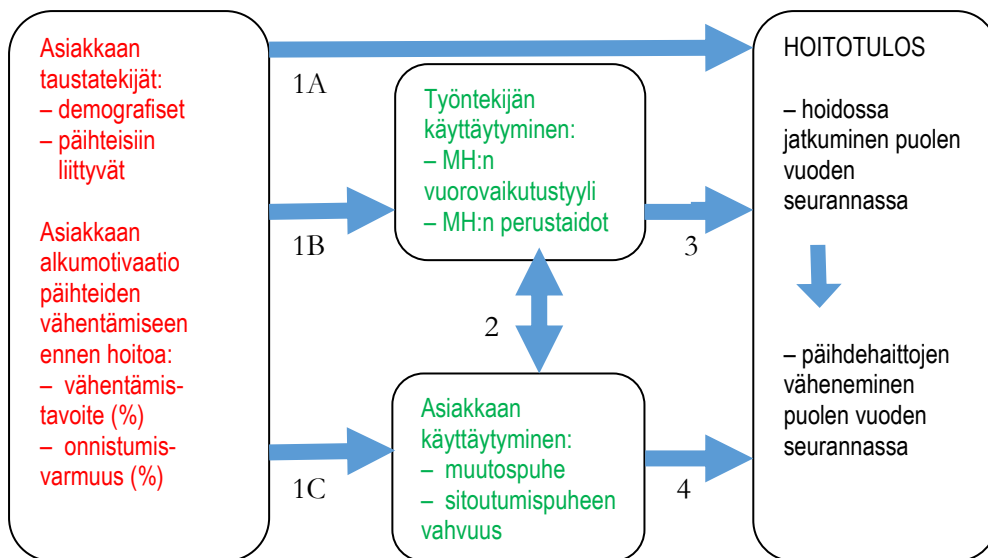 Asiakkaan
taustatekijät:
– demografiset
– päihteisiin
liittyvät
Asiakkaan
alkumotivaatio
päihteiden
vähentämiseen
ennen hoitoa:
– vähentämis-
tavoite (%)
– onnistumis-
varmuus (%)
1A
1B
1C
Työntekijän
käyttäytyminen:
– MH:n
vuorovaikutustyyli
– MH:n perustaidot
2
Asiakkaan
käyttäytyminen:
– muutospuhe
– sitoutumispuheen
vahvuus
3
4
HOITOTULOS
– hoidossa
jatkuminen puolen
vuoden
seurannassa
– päihdehaittojen
väheneminen
puolen vuoden
seurannassa